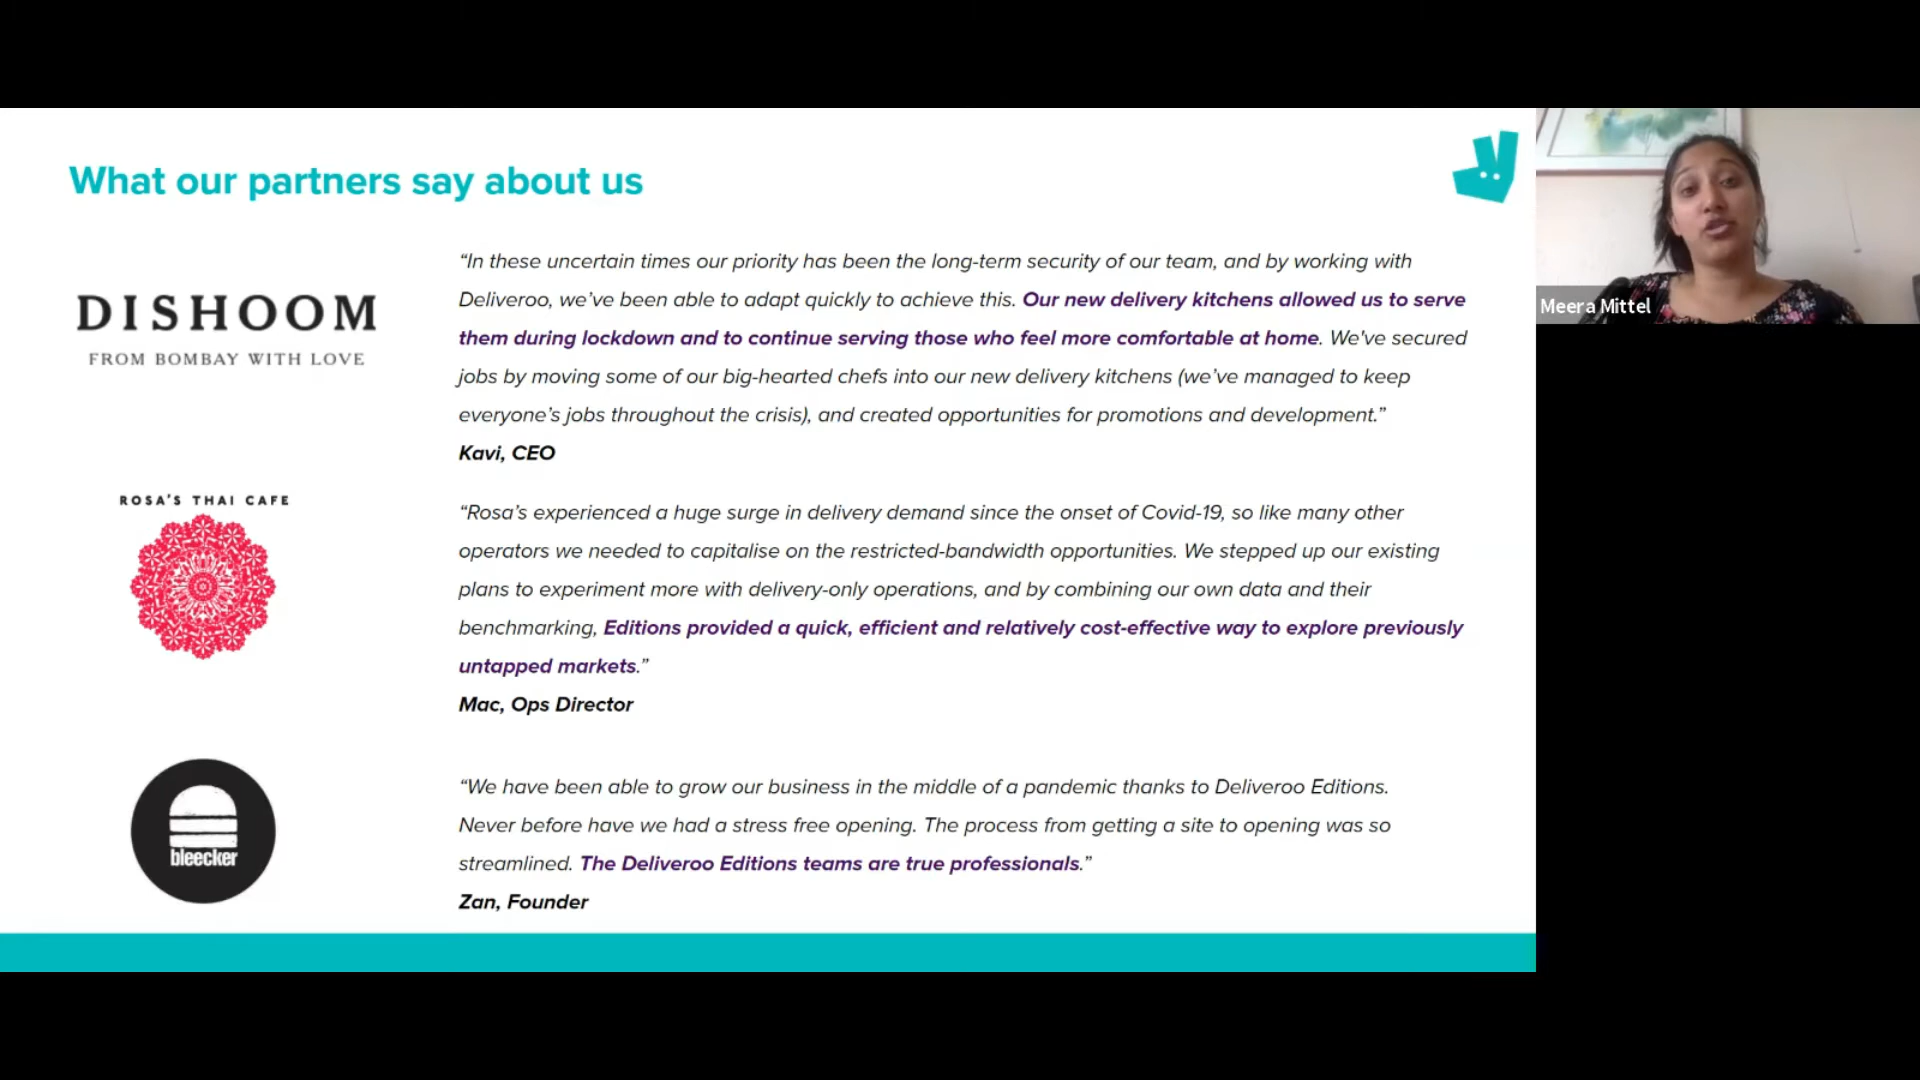 What our partners say about us
DISHOOM
FROM BOMBAY WITH LOVE
“In these uncertain times our priority has been the long-term security of our team, and by working with
Deliveroo, we’ve been able to adapt quickly to achieve this. Our new delivery kitchens allowed us to serve
them during lockdown and to continue serving those who feel more comfortable at home. We've secured
jobs by moving some of our big-hearted chefs into our new delivery kitchens (we’ve managed to keep
everyone’s jobs throughout the crisis), and created opportunities for promotions and development.”
Kavi, CEO
ROSA'S THAI CAFE
“Rosa’s experienced a huge surge in delivery demand since the onset of Covid-19, so like many other
operators we needed to capitalise on the restricted-bandwidth opportunities. We stepped up our existing
plans to experiment more with delivery-only operations, and by combining our own data and their
benchmarking, Editions provided a quick, efficient and relatively cost-effective way to explore previously
untapped markets.”
Mac, Ops Director
bleecker
“We have been able to grow our business in the middle of a pandemic thanks to Deliveroo Editions.
Never before have we had a stress free opening. The process from getting a site to opening was so
streamlined. The Deliveroo Editions teams are true professionals.”
Zan, Founder
Meera Mittel